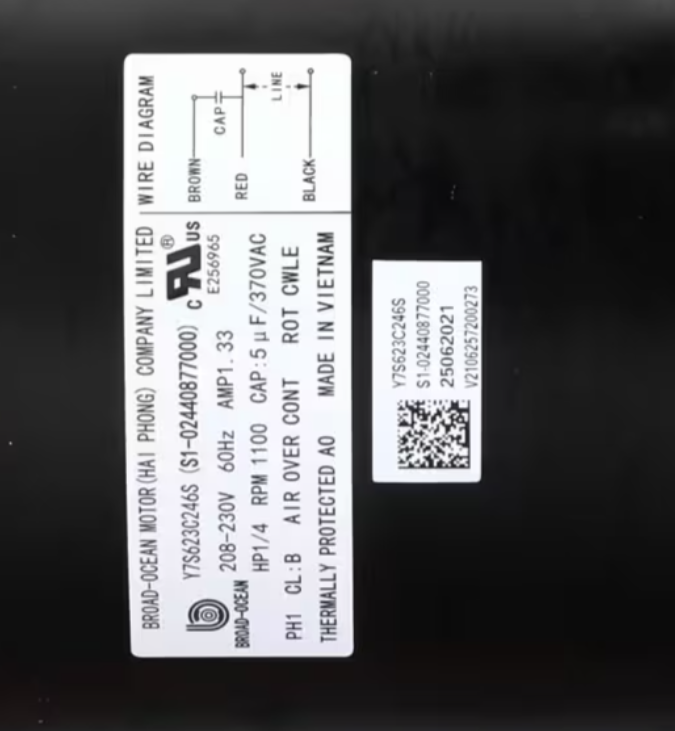 BROAD-OCEAN MOTOR(HAI PHONG) COMPANY LIMITED
Y7S623C246S (S1-02440877000)
C US ®
E256965
BROAD-OCEAN
208-230V 60Hz AMP1.33
HP1/4 RPM 1100 CAP:5μF/370VAC
PH1 CL:B AIR OVER CONT ROT CWLE
THERMALLY PROTECTED AO MADE IN VIETNAM
WIRE DIAGRAM
BROWN
CAP
RED
LINE
BLACK
Y7S623C246S
S1-02440877000
25062021
V2106257200273